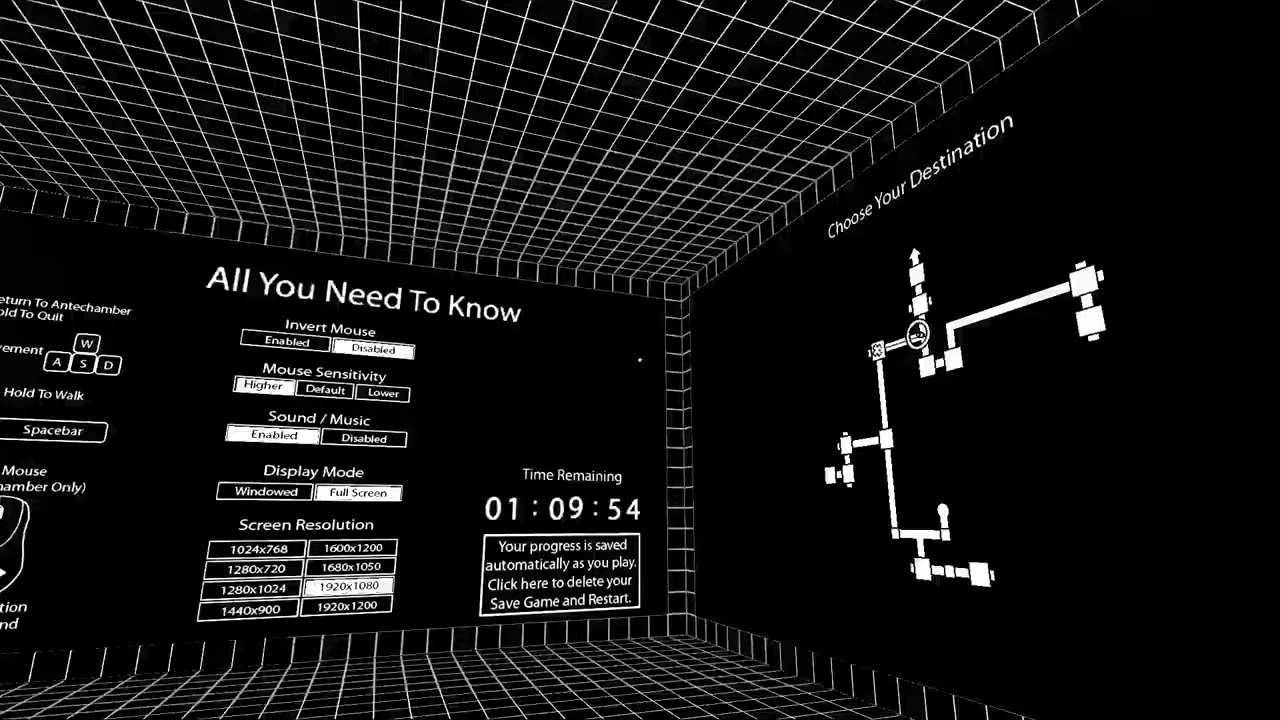 All You Need To Know
eturn To Antechamber
old To Quit
vement
W
A S D
Hold To Walk
Spacebar
Mouse
amber Only)
tion
nd
Invert Mouse
Enabled Disabled
Mouse Sensitivity
Higher Default Lower
Sound / Music
Enabled Disabled
Display Mode
Windowed Full Screen
Screen Resolution
1024x768 1600x1200
1280x720 1680x1050
1280x1024 1920x1080
1440x900 1920x1200
Time Remaining
01 : 09 : 54
Your progress is saved
automatically as you play.
Click here to delete your
Save Game and Restart.
Choose Your Destination